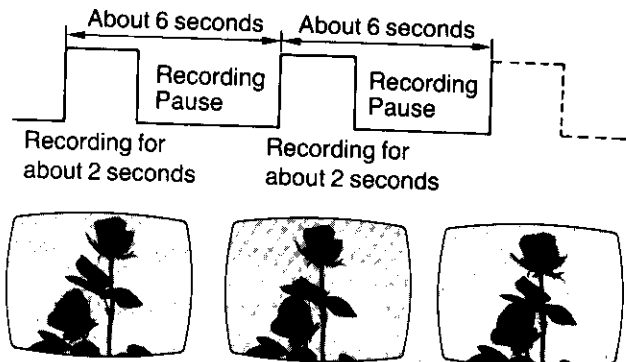 About 6 seconds
About 6 seconds
Recording
Pause
Recording
Pause
Recording for
about 2 seconds
Recording for
about 2 seconds